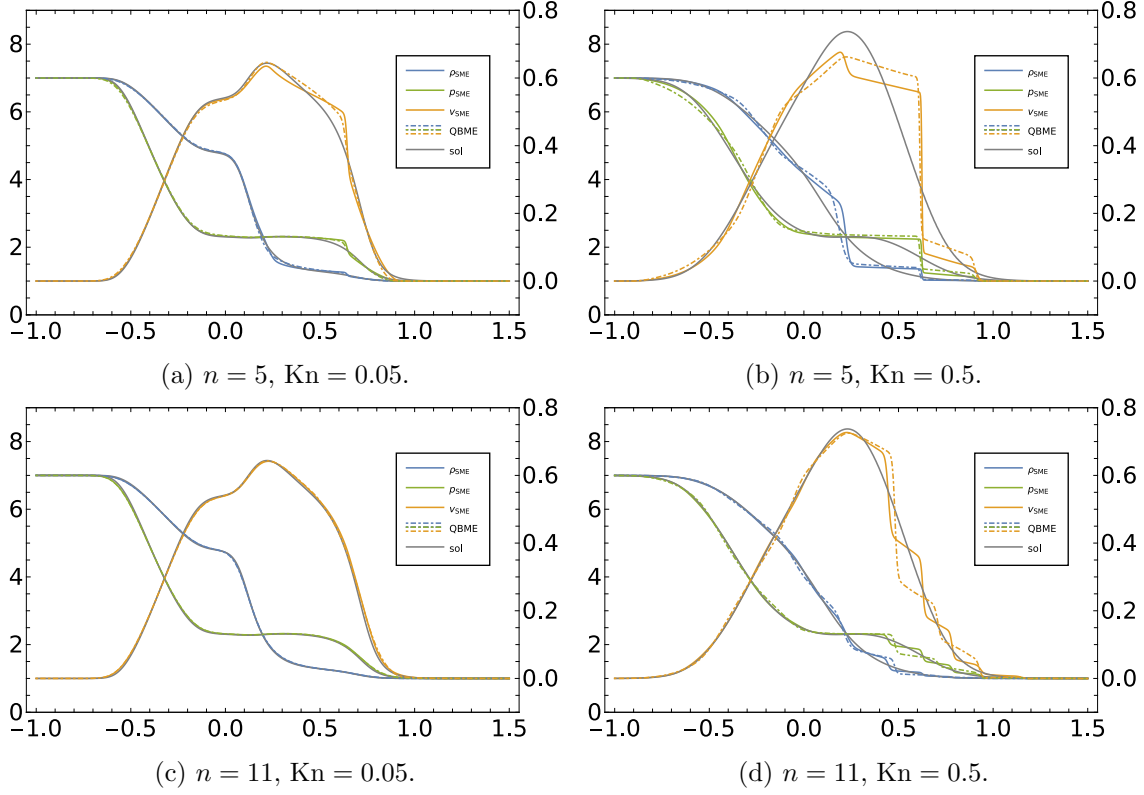 0.8
8
6
4
2
0
0.6
0.4
0.2
0.0
ρSME
pSME
vSME
QBME
sol
−1.0 −0.5 0.0 0.5 1.0 1.5
(a) n = 5, Kn = 0.05.
0.8
8
6
4
2
0
0.6
0.4
0.2
0.0
ρSME
pSME
vSME
QBME
sol
−1.0 −0.5 0.0 0.5 1.0 1.5
(b) n = 5, Kn = 0.5.
0.8
8
6
4
2
0
0.6
0.4
0.2
0.0
ρSME
pSME
vSME
QBME
sol
−1.0 −0.5 0.0 0.5 1.0 1.5
(c) n = 11, Kn = 0.05.
0.8
8
6
4
2
0
0.6
0.4
0.2
0.0
ρSME
pSME
vSME
QBME
sol
−1.0 −0.5 0.0 0.5 1.0 1.5
(d) n = 11, Kn = 0.5.